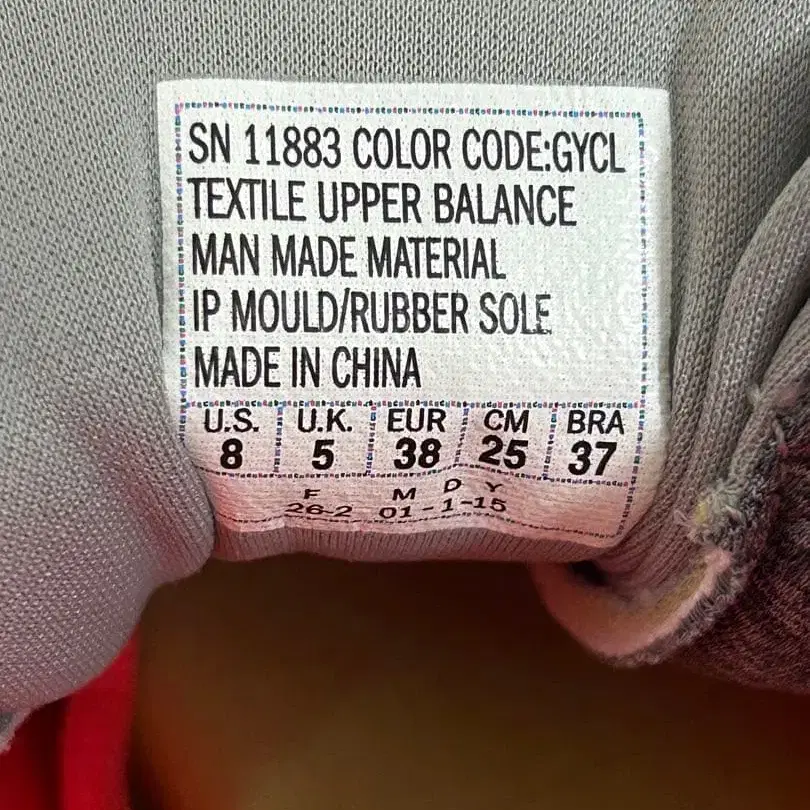 SN 11883 COLOR CODE:GYCL
TEXTILE UPPER BALANCE
MAN MADE MATERIAL
IP MOULD/RUBBER SOLE
MADE IN CHINA
U.S. U.K. EUR CM BRA
8 5 38 25 37
F M D Y
26-2 01-1-15